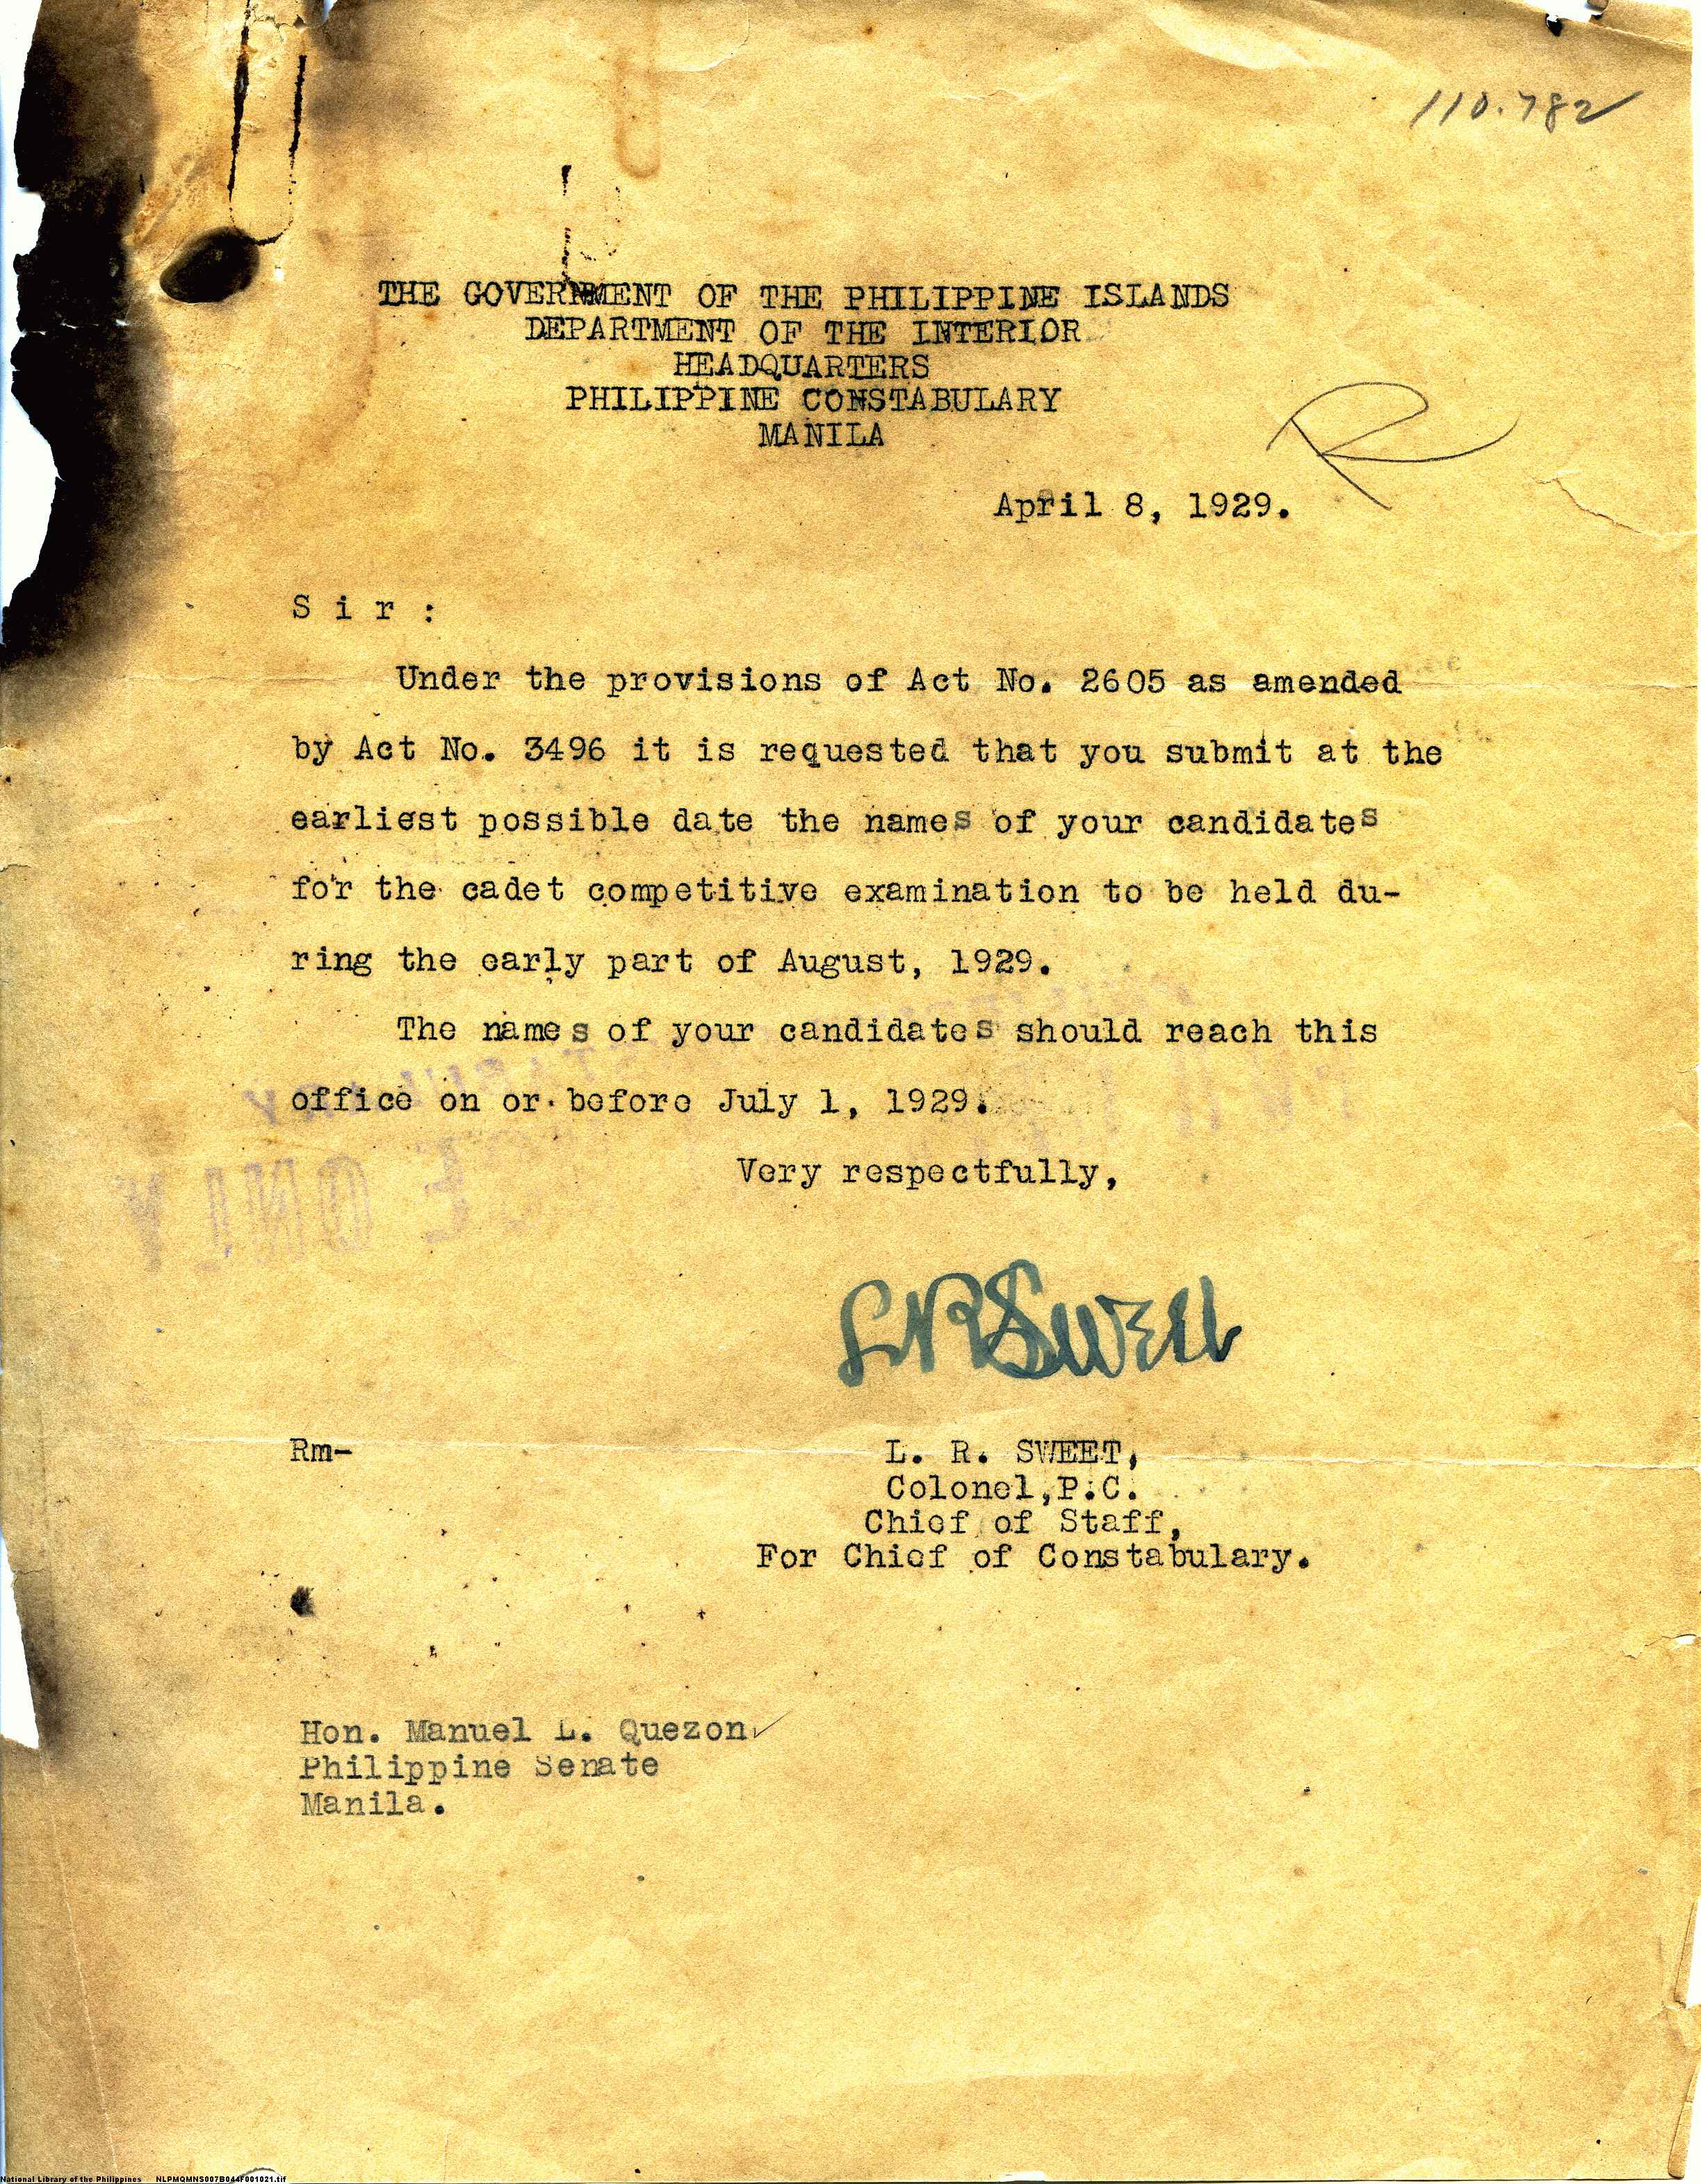 110.782
THE GOVERNMENT OF THE PHILIPPINE ISLANDS
DEPARTMENT OF THE INTERIOR
HEADQUARTERS
PHILIPPINE CONSTABULARY
MANILA
R
April 8, 1929.
S i r :
Under the provisions of Act No. 2605 as amended
by Act No. 3496 it is requested that you submit at the
earliest possible date the names of your candidates
for the cadet competitive examination to be held du-
ring the early part of August, 1929.
The names of your candidates should reach this
office on or before July 1, 1929.
ONLY
Very respectfully,
LRSweet
Rm-
L. R. SWEET,
Colonel,P.C.
Chief of Staff,
For Chief of Constabulary.
Hon. Manuel L. Quezon
Philippine Senate
Manila.
National Library of the Philippines NLPMQMNS007B044F001021.tif